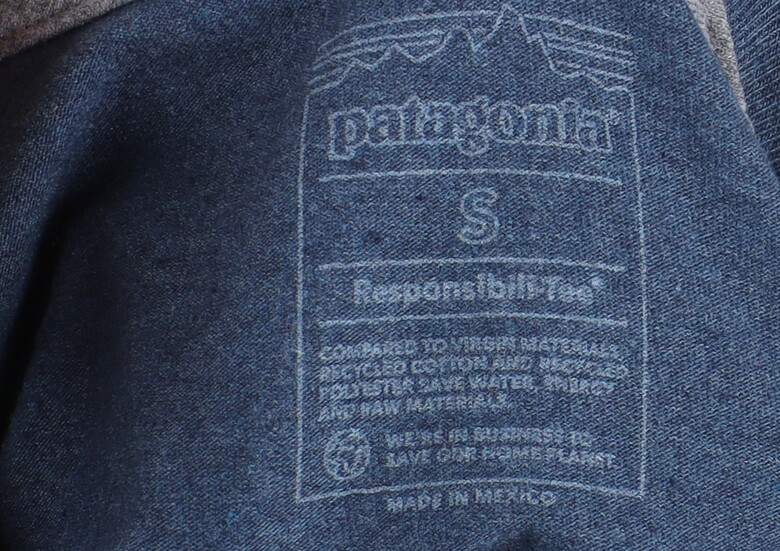 patagonia®
S
Responsibili-Tee®
COMPARED TO VIRGIN MATERIALS,
RECYCLED COTTON AND RECYCLED
POLYESTER SAVE WATER, ENERGY
AND RAW MATERIALS.
WE'RE IN BUSINESS TO
SAVE OUR HOME PLANET.
MADE IN MEXICO